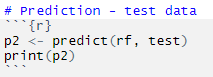 # Prediction - test data
```{r}
p2 <- predict(rf, test)
print(p2)
```